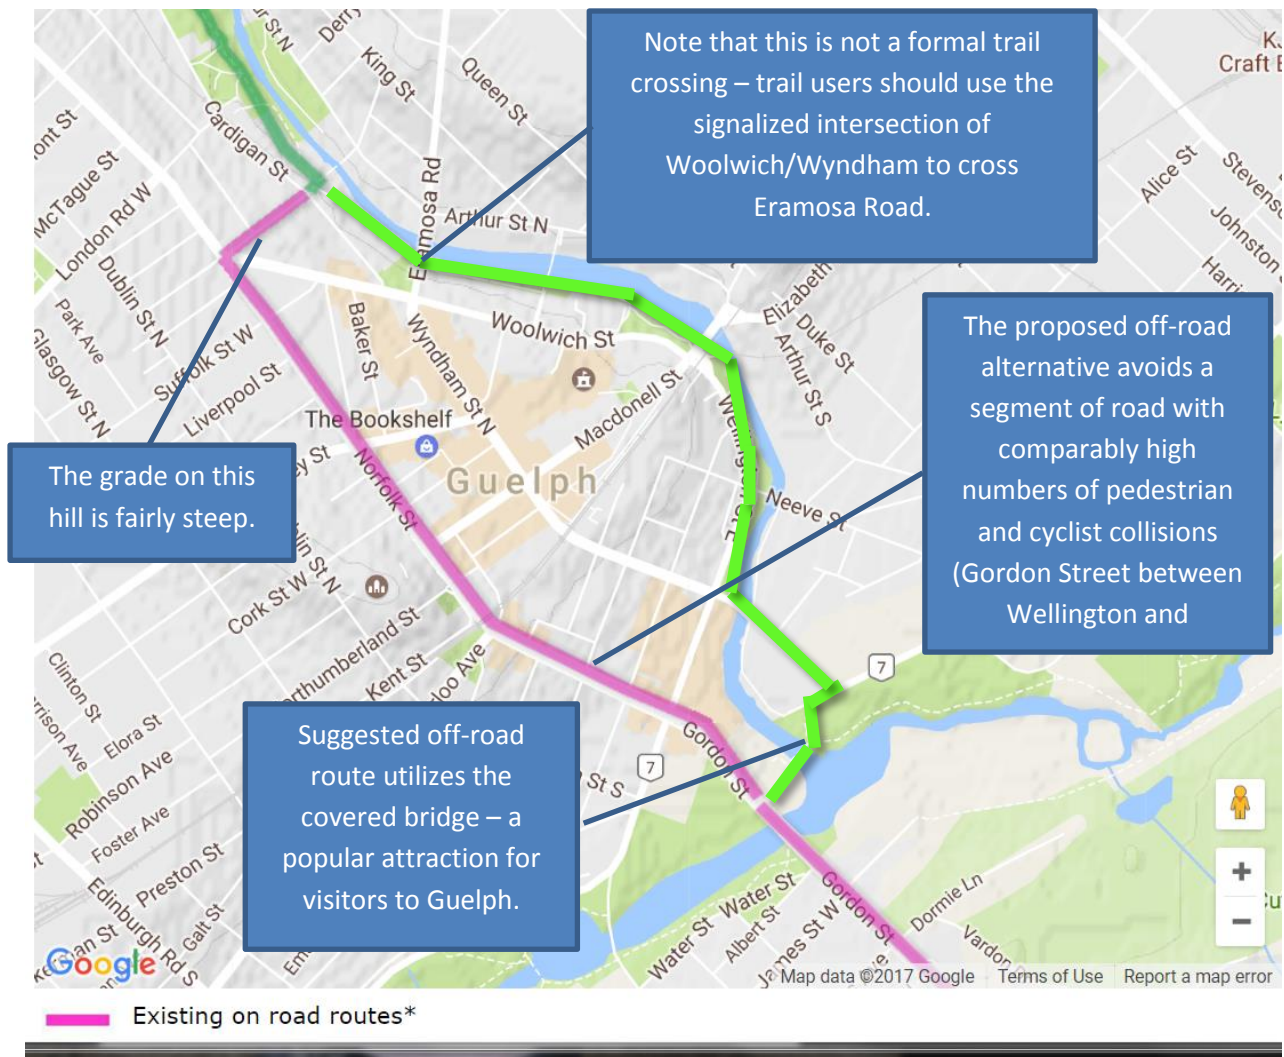 Note that this is not a formal trail
crossing – trail users should use the
signalized intersection of
Woolwich/Wyndham to cross
Eramosa Road.
The proposed off-road
alternative avoids a
segment of road with
comparably high
numbers of pedestrian
and cyclist collisions
(Gordon Street between
Wellington and
The grade on this
hill is fairly steep.
Suggested off-road
route utilizes the
covered bridge – a
popular attraction for
visitors to Guelph.
Craft
King St
Queen St
Cardigan St
McTague St
London Rd W
Dublin St N
Park Ave
Glasgow St N
Suffolk St W
Liverpool St
Baker St
Eramosa Rd
Arthur St N
Woolwich St
Wyndham St N
Macdonell St
Elizabeth
Duke St
Arthur St S
Alice St
Johnston
The Bookshelf
Guelph
Norfolk St
Neeve St
Cork St W
Kent St
Clinton St
Elora St
Robinson Ave
Foster Ave
Preston St
Edinburgh Rd S
Galt St
7
7
Gordon St
St S
Water St
Water St
Albert St
James St W
Gordon St
Dormie Ln
Vardon
+
−
Google
Map data ©2017 Google
Terms of Use
Report a map error
Existing on road routes*